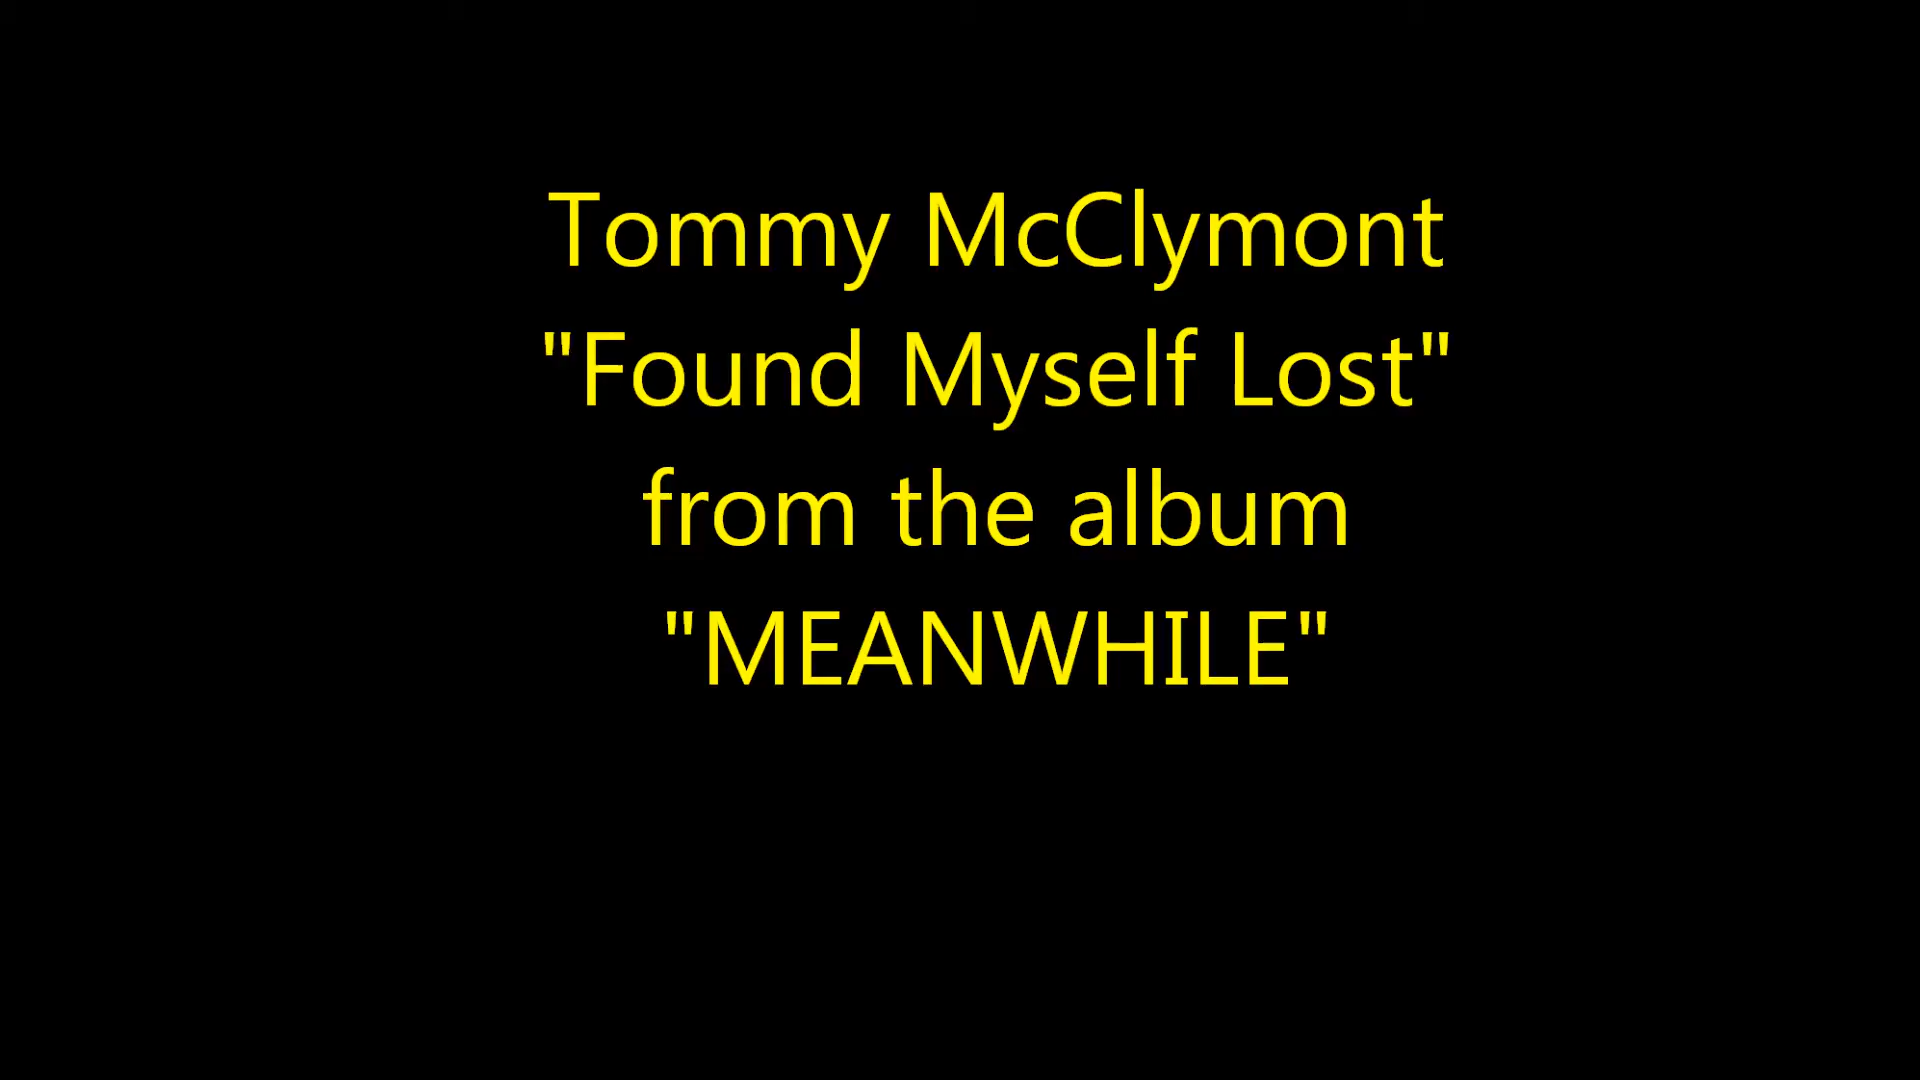 Tommy McClymont
"Found Myself Lost"
from the album
"MEANWHILE"